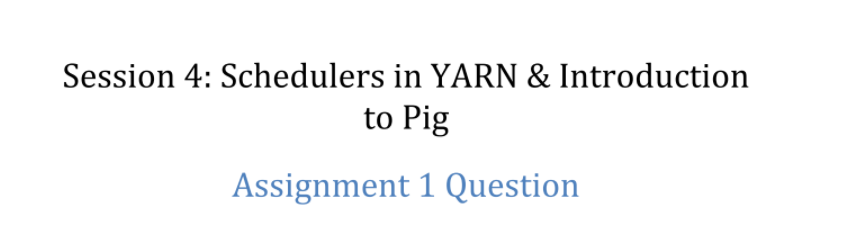 Session 4: Schedulers in YARN & Introduction
to Pig
Assignment 1 Question